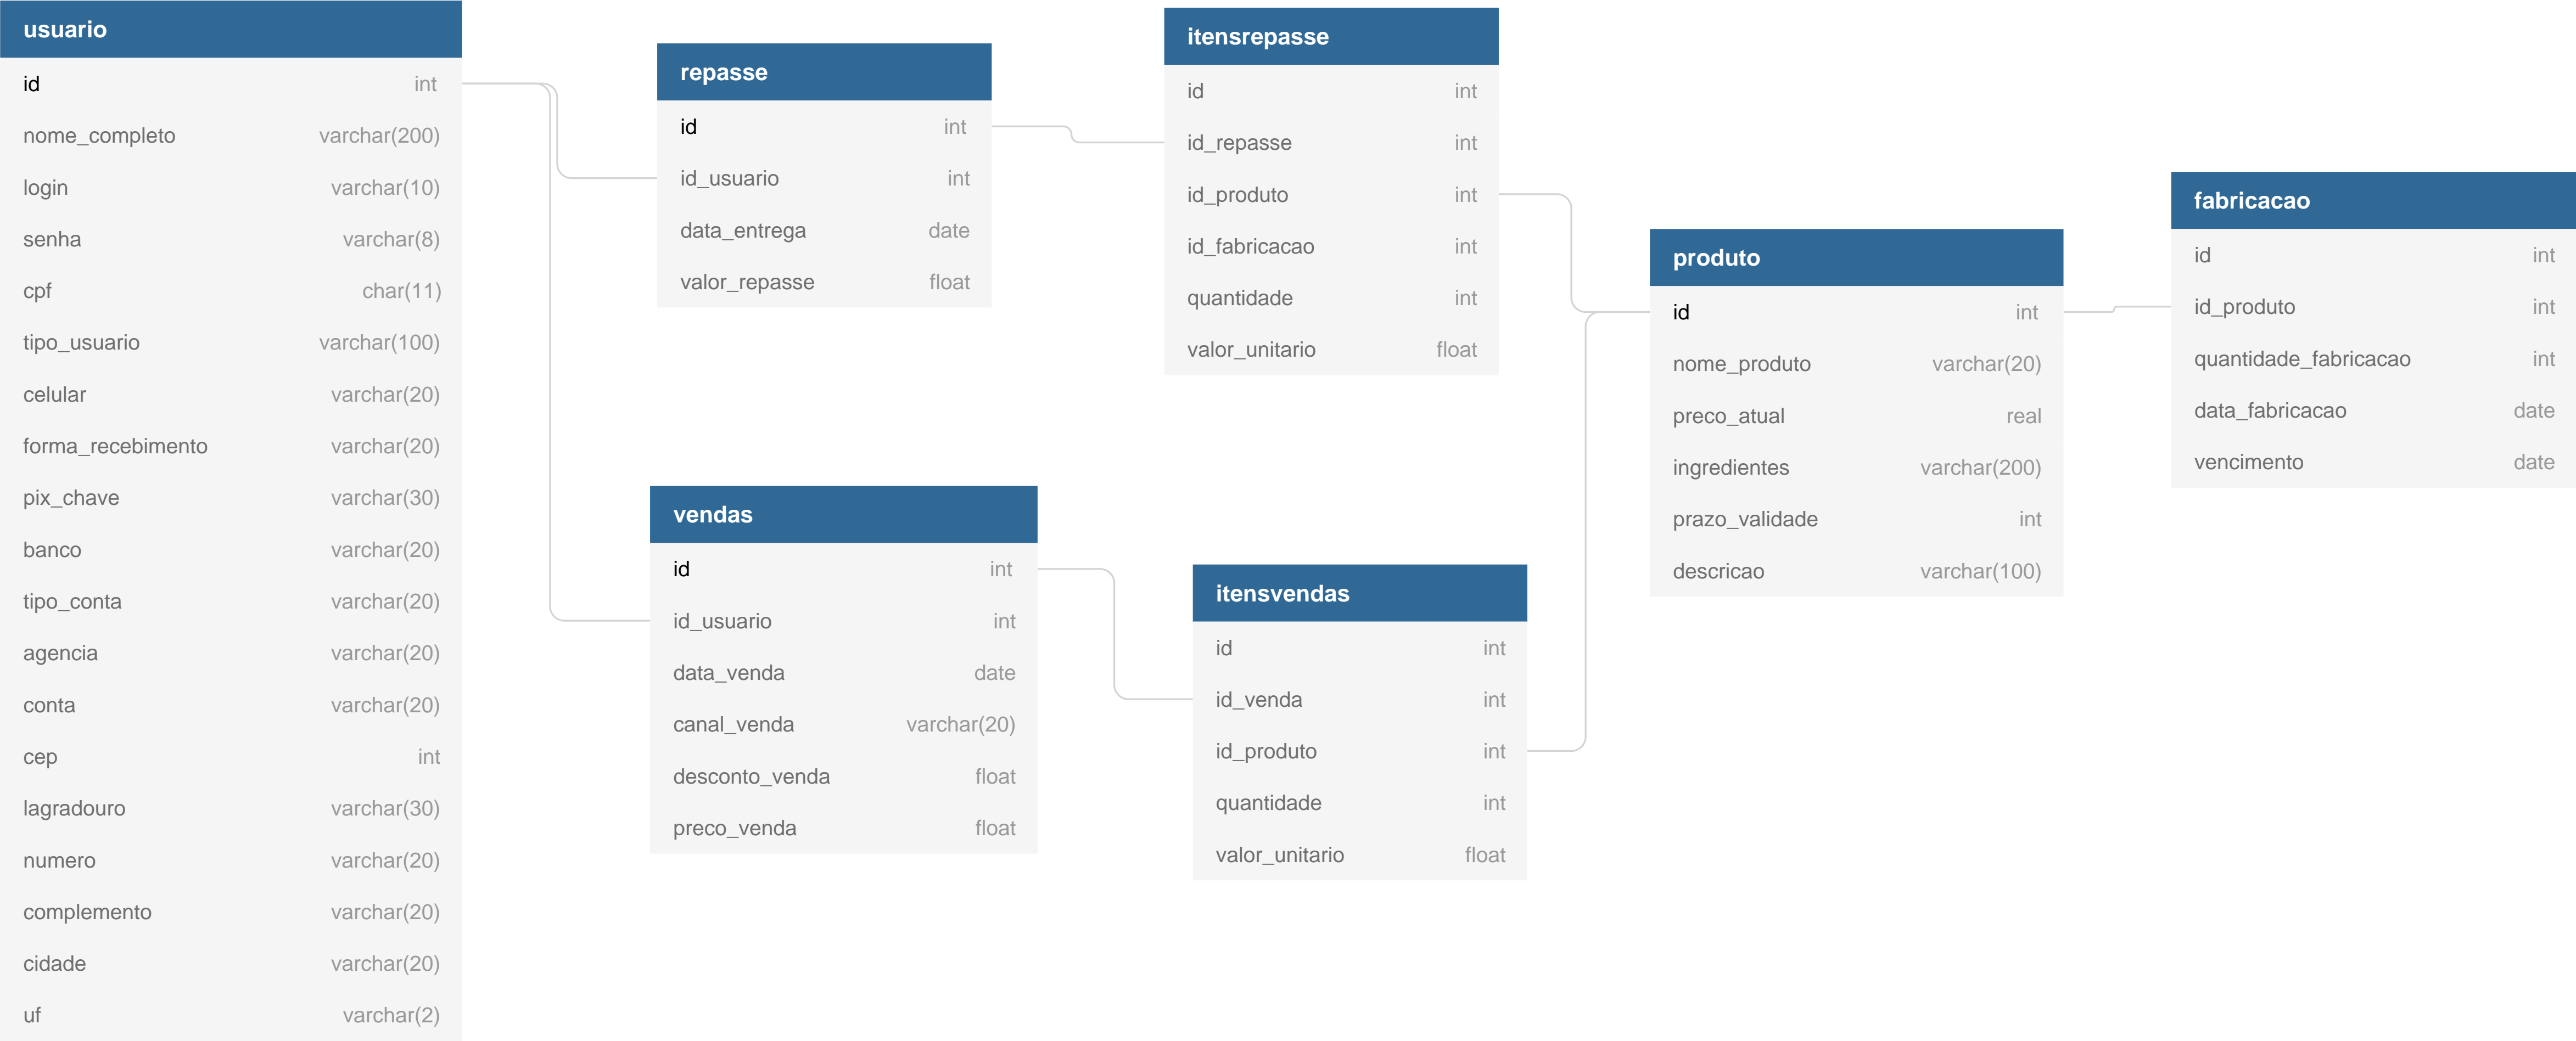 usuario
id int
nome_completo varchar(200)
login varchar(10)
senha varchar(8)
cpf char(11)
tipo_usuario varchar(100)
celular varchar(20)
forma_recebimento varchar(20)
pix_chave varchar(30)
banco varchar(20)
tipo_conta varchar(20)
agencia varchar(20)
conta varchar(20)
cep int
lagradouro varchar(30)
numero varchar(20)
complemento varchar(20)
cidade varchar(20)
uf varchar(2)
repasse
id int
id_usuario int
data_entrega date
valor_repasse float
vendas
id int
id_usuario int
data_venda date
canal_venda varchar(20)
desconto_venda float
preco_venda float
itensrepasse
id int
id_repasse int
id_produto int
id_fabricacao int
quantidade int
valor_unitario float
itensvendas
id int
id_venda int
id_produto int
quantidade int
valor_unitario float
produto
id int
nome_produto varchar(20)
preco_atual real
ingredientes varchar(200)
prazo_validade int
descricao varchar(100)
fabricacao
id int
id_produto int
quantidade_fabricacao int
data_fabricacao date
vencimento date